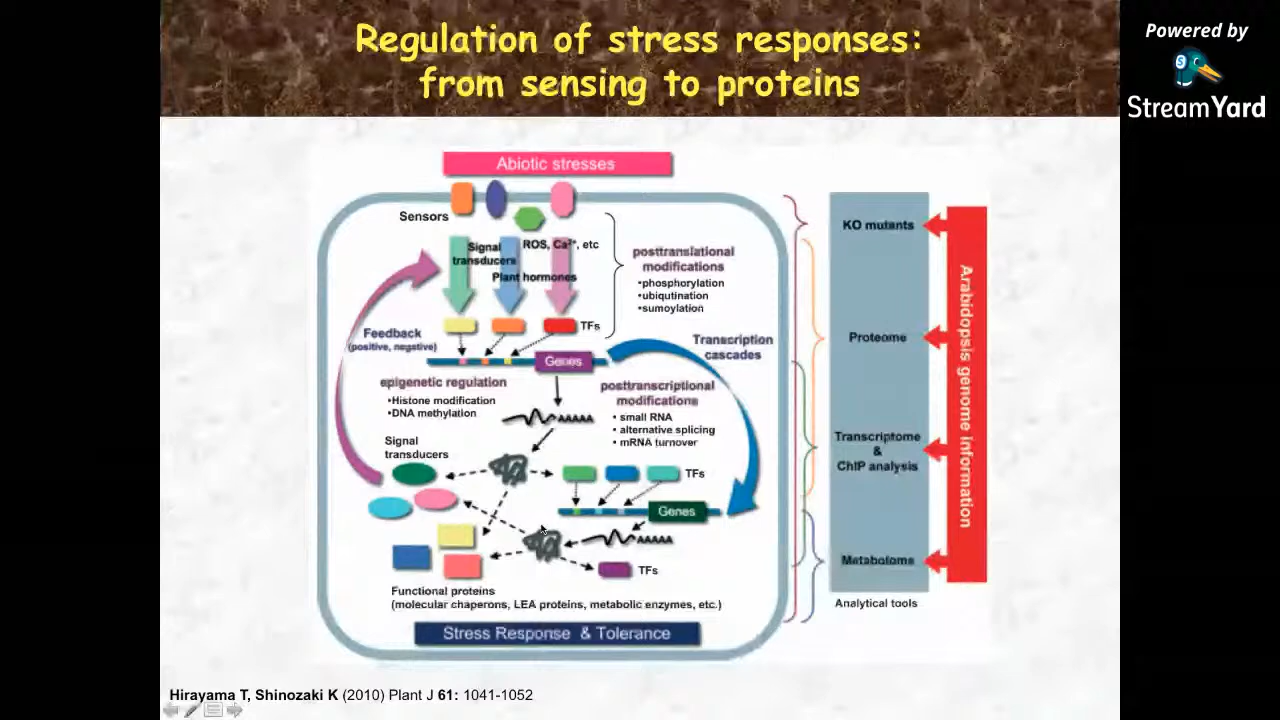 Regulation of stress responses:
from sensing to proteins
Powered by
StreamYard
Abiotic stresses
Sensors
Signal
transducers
ROS, Ca²⁺, etc
Plant hormones
posttranslational
modifications
•phosphorylation
•ubiqutination
•sumoylation
TFs
Feedback
(positive, negative)
Genes
Transcription
cascades
epigenetic regulation
•Histone modification
•DNA methylation
posttranscriptional
modifications
• small RNA
• alternative splicing
• mRNA turnover
AAAAA
Signal
transducers
TFs
Genes
AAAAA
TFs
Functional proteins
(molecular chaperons, LEA proteins, metabolic enzymes, etc.)
Stress Response & Tolerance
KO mutants
Proteome
Transcriptome
&
ChIP analysis
Metabolome
Analytical tools
Arabidopsis genome information
Hirayama T, Shinozaki K (2010) Plant J 61: 1041-1052